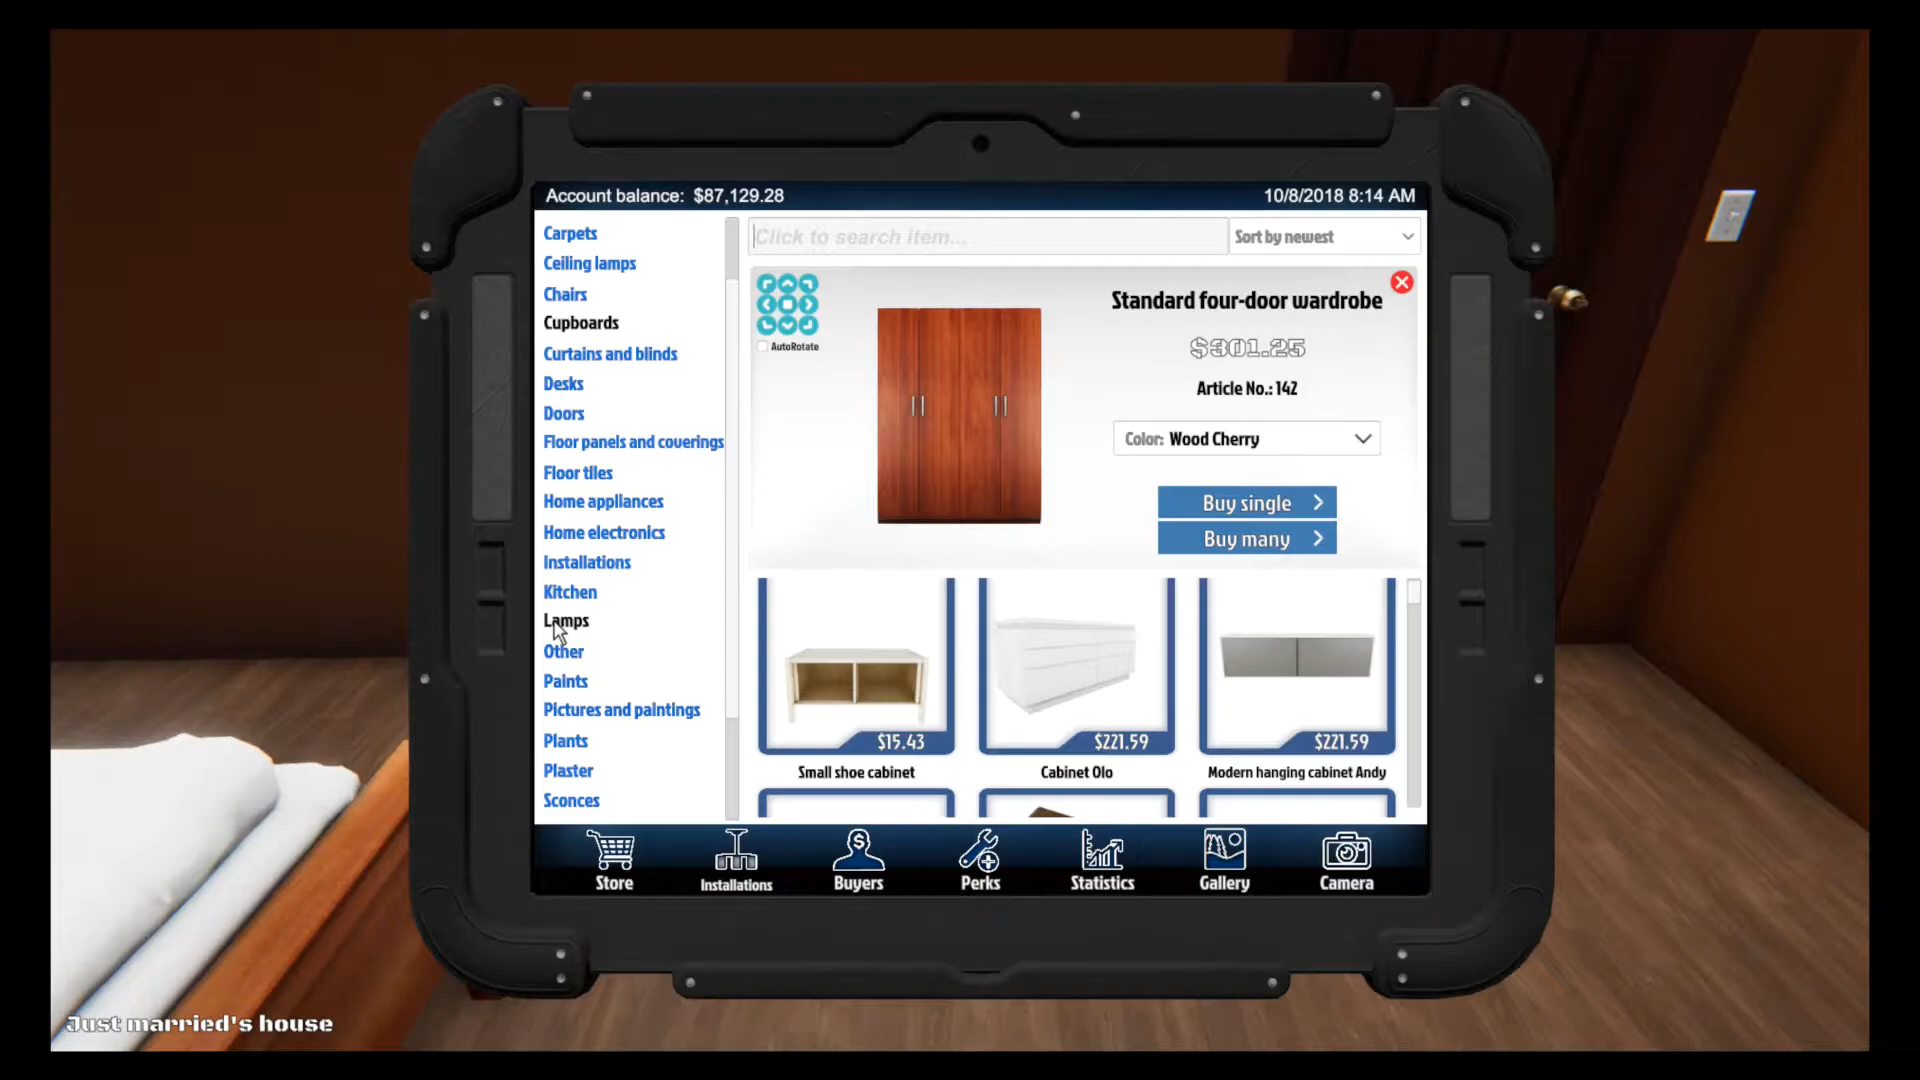 Account balance: $87,129.28
10/8/2018 8:14 AM
Carpets
Ceiling lamps
Chairs
Cupboards
Curtains and blinds
Desks
Doors
Floor panels and coverings
Floor tiles
Home appliances
Home electronics
Installations
Kitchen
Lamps
Other
Paints
Pictures and paintings
Plants
Plaster
Sconces
Click to search item...
Sort by newest
AutoRotate
Standard four-door wardrobe
$301.25
Article No.: 142
Color: Wood Cherry
Buy single
Buy many
$15.43
$221.59
$221.59
Small shoe cabinet
Cabinet Olo
Modern hanging cabinet Andy
Store
Installations
Buyers
Perks
Statistics
Gallery
Camera
Just married's house